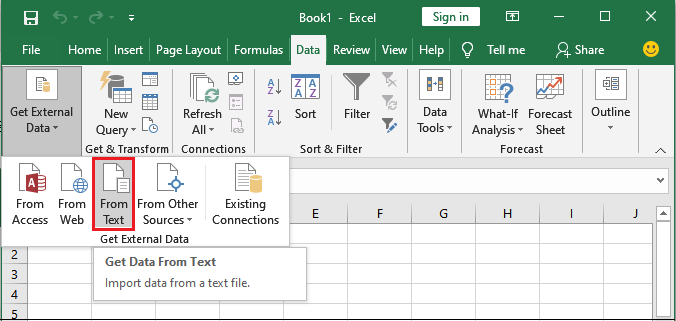 Book1 - Excel
Sign in
File Home Insert Page Layout Formulas Data Review View Help Tell me Share
Get External
Data
New
Query
Refresh
All
A
Z
Z
A
Z
A
Sort
Filter
Data
Tools
What-If
Analysis
Forecast
Sheet
Outline
Get & Transform
Connections
Sort & Filter
Forecast
A
From
Access
From
Web
From
Text
From Other
Sources
Existing
Connections
Get External Data
E F G H I J
2
3
4
5
Get Data From Text
Import data from a text file.